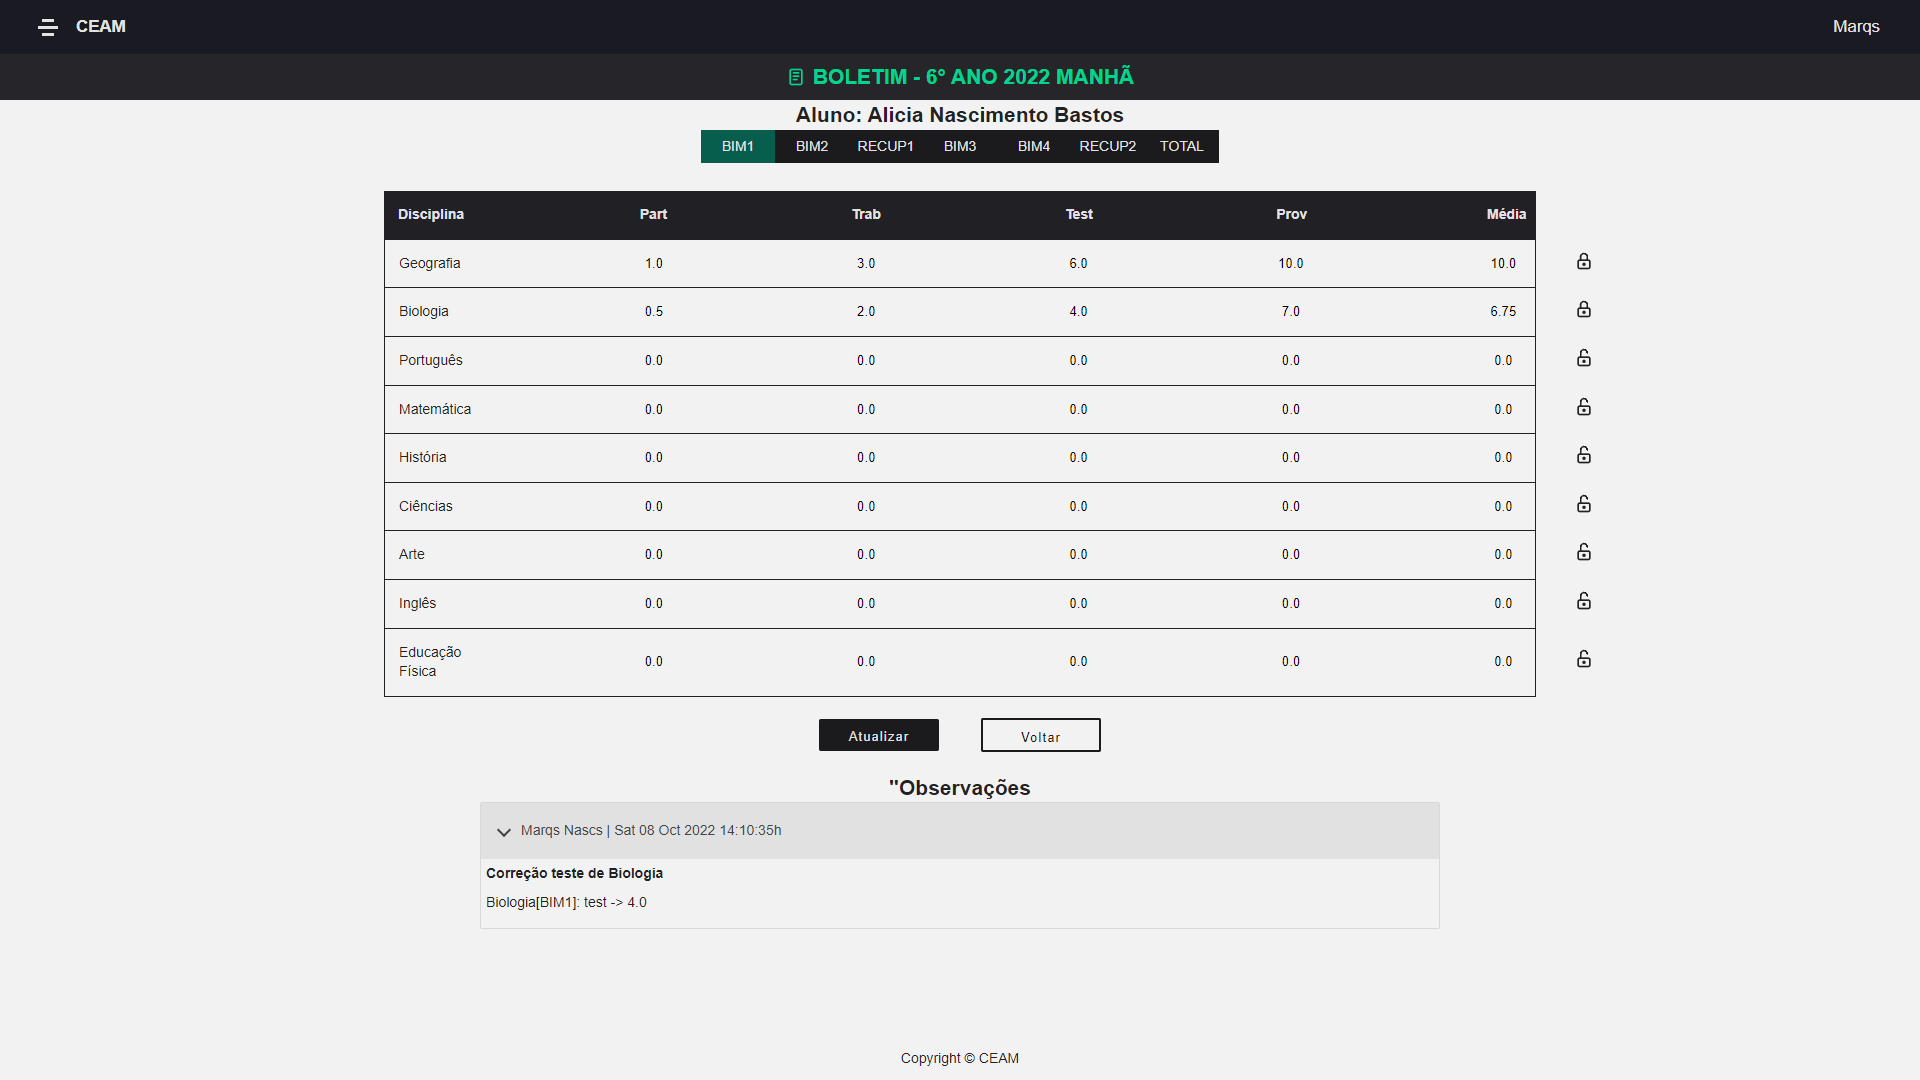 CEAM
Marqs
BOLETIM - 6° ANO 2022 MANHÃ
Aluno: Alicia Nascimento Bastos
BIM1 BIM2 RECUP1 BIM3 BIM4 RECUP2 TOTAL
Disciplina Part Trab Test Prov Média
Geografia 1.0 3.0 6.0 10.0 10.0
Biologia 0.5 2.0 4.0 7.0 6.75
Português 0.0 0.0 0.0 0.0 0.0
Matemática 0.0 0.0 0.0 0.0 0.0
História 0.0 0.0 0.0 0.0 0.0
Ciências 0.0 0.0 0.0 0.0 0.0
Arte 0.0 0.0 0.0 0.0 0.0
Inglês 0.0 0.0 0.0 0.0 0.0
Educação
Física 0.0 0.0 0.0 0.0 0.0
Atualizar Voltar
"Observações
Marqs Nascs | Sat 08 Oct 2022 14:10:35h
Correção teste de Biologia
Biologia[BIM1]: test -> 4.0
Copyright © CEAM